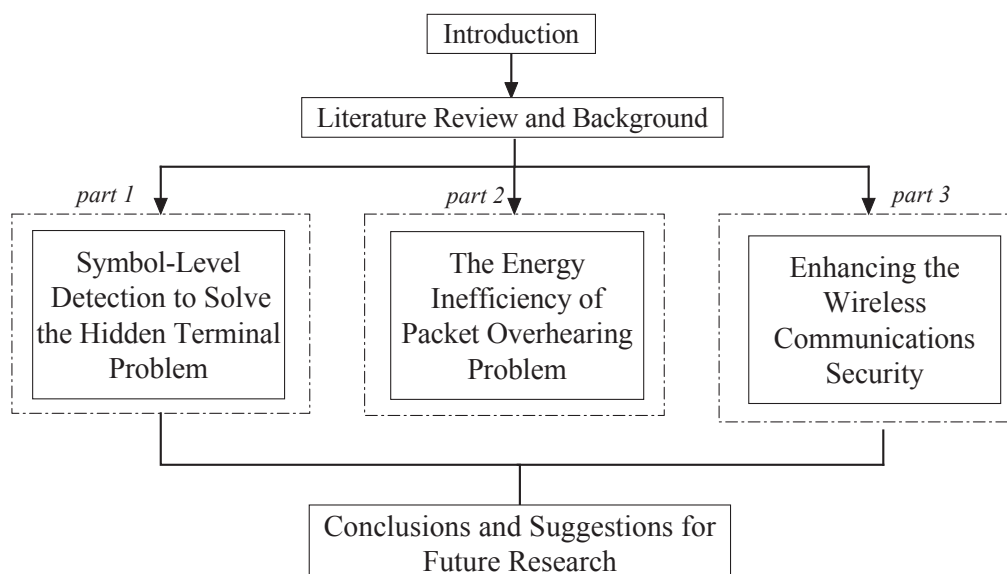 Introduction
Literature Review and Background
part 1
part 2
part 3
Symbol-Level
Detection to Solve
the Hidden Terminal
Problem
The Energy
Inefficiency of
Packet Overhearing
Problem
Enhancing the
Wireless
Communications
Security
Conclusions and Suggestions for
Future Research